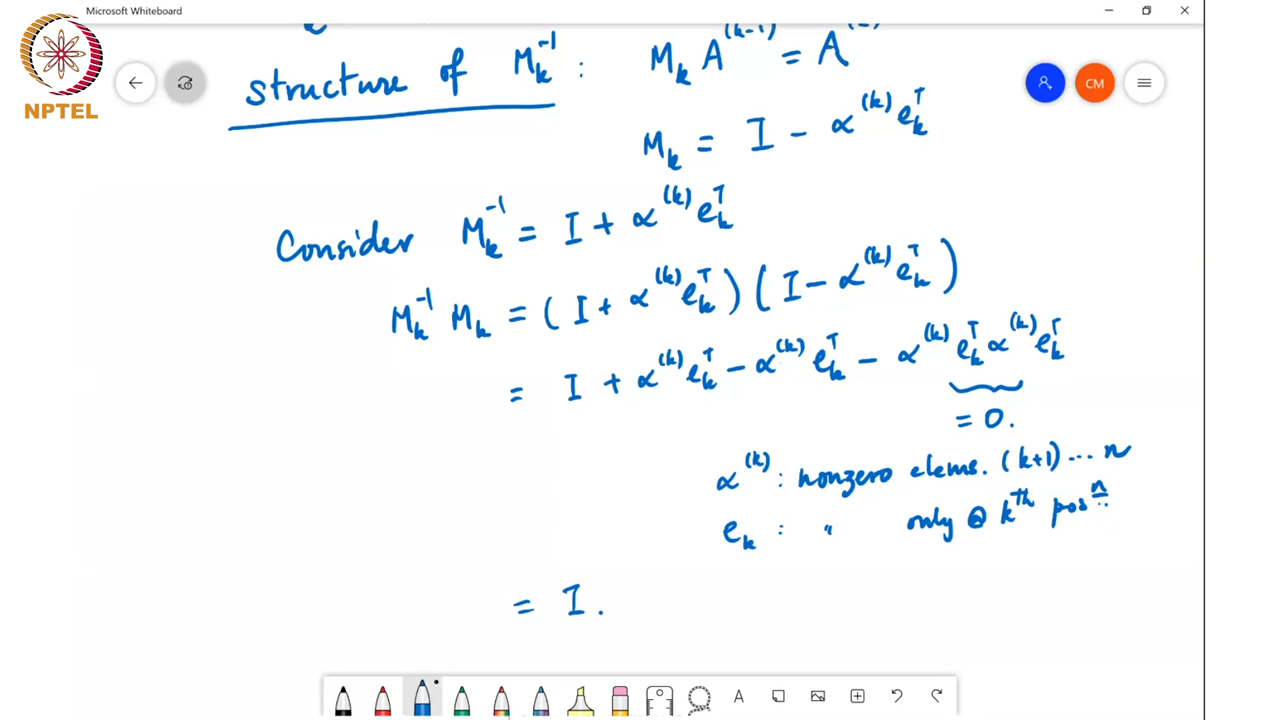 Microsoft Whiteboard
NPTEL
CM
structure of M_k^{-1} : M_k A^{(k-1)} = A
M_k = I - α^{(k)} e_k^T
Consider M_k^{-1} = I + α^{(k)} e_k^T
M_k^{-1} M_k = ( I + α^{(k)} e_k^T ) ( I - α^{(k)} e_k^T )
= I + α^{(k)} e_k^T - α^{(k)} e_k^T - α^{(k)} e_k^T α^{(k)} e_k^T
= 0.
α^{(k)} : nonzero elems. (k+1) ... n
e_k : " only @ k^{th} pos^n
= I .
A